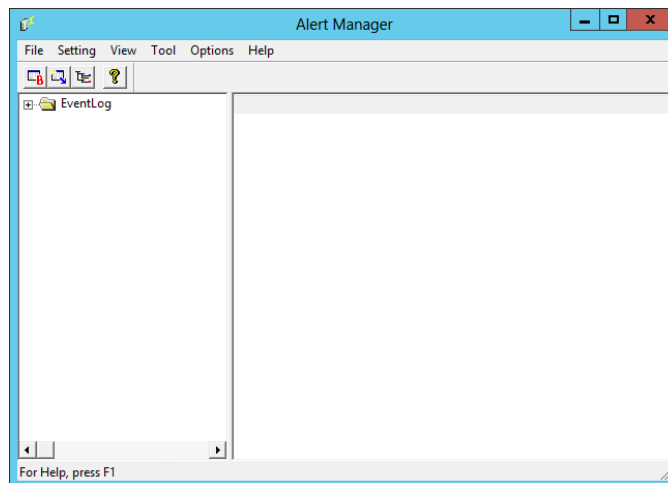 Alert Manager
File Setting View Tool Options Help
EventLog
For Help, press F1